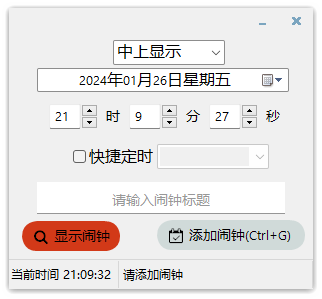 中上显示
2024年01月26日星期五
21 时 9 分 27 秒
快捷定时
请输入闹钟标题
显示闹钟 添加闹钟(Ctrl+G)
当前时间 21:09:32 请添加闹钟